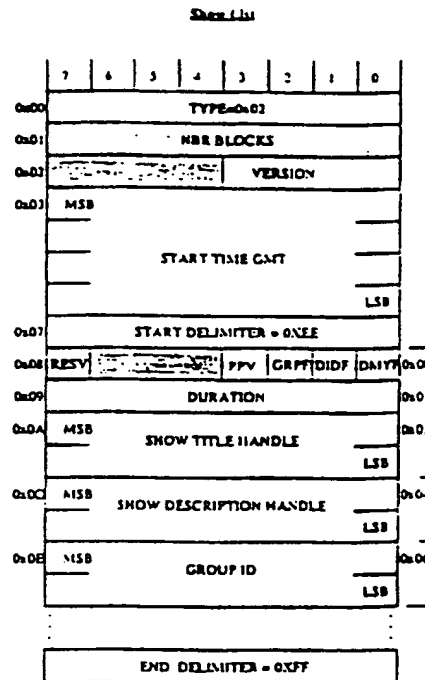 Show List
7 6 5 4 3 2 1 0
0x00 TYPE=0x02
0x01 NBR BLOCKS
0x02 VERSION
0x03 MSB
START TIME GMT
LSB
0x07 START DELIMITER = 0XEE
0x08 RESV PPV GRPF DIDF DMYF
0x09 DURATION
0x0A MSB
SHOW TITLE HANDLE
LSB
0x0C MSB
SHOW DESCRIPTION HANDLE
LSB
0x0E MSB
GROUP ID
LSB
END DELIMITER = 0XFF